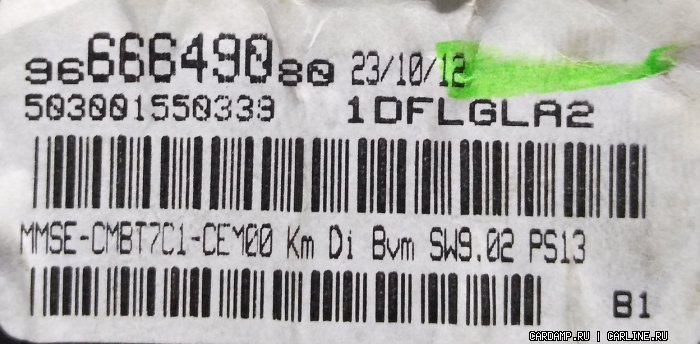 9666649080 23/10/12
503001550339 1DFLGLA2
MMSE-CMBT7C1-CEM00 Km Di Bvm SW9.02 PS13
B1
CARDAMP.RU | CARLINE.RU